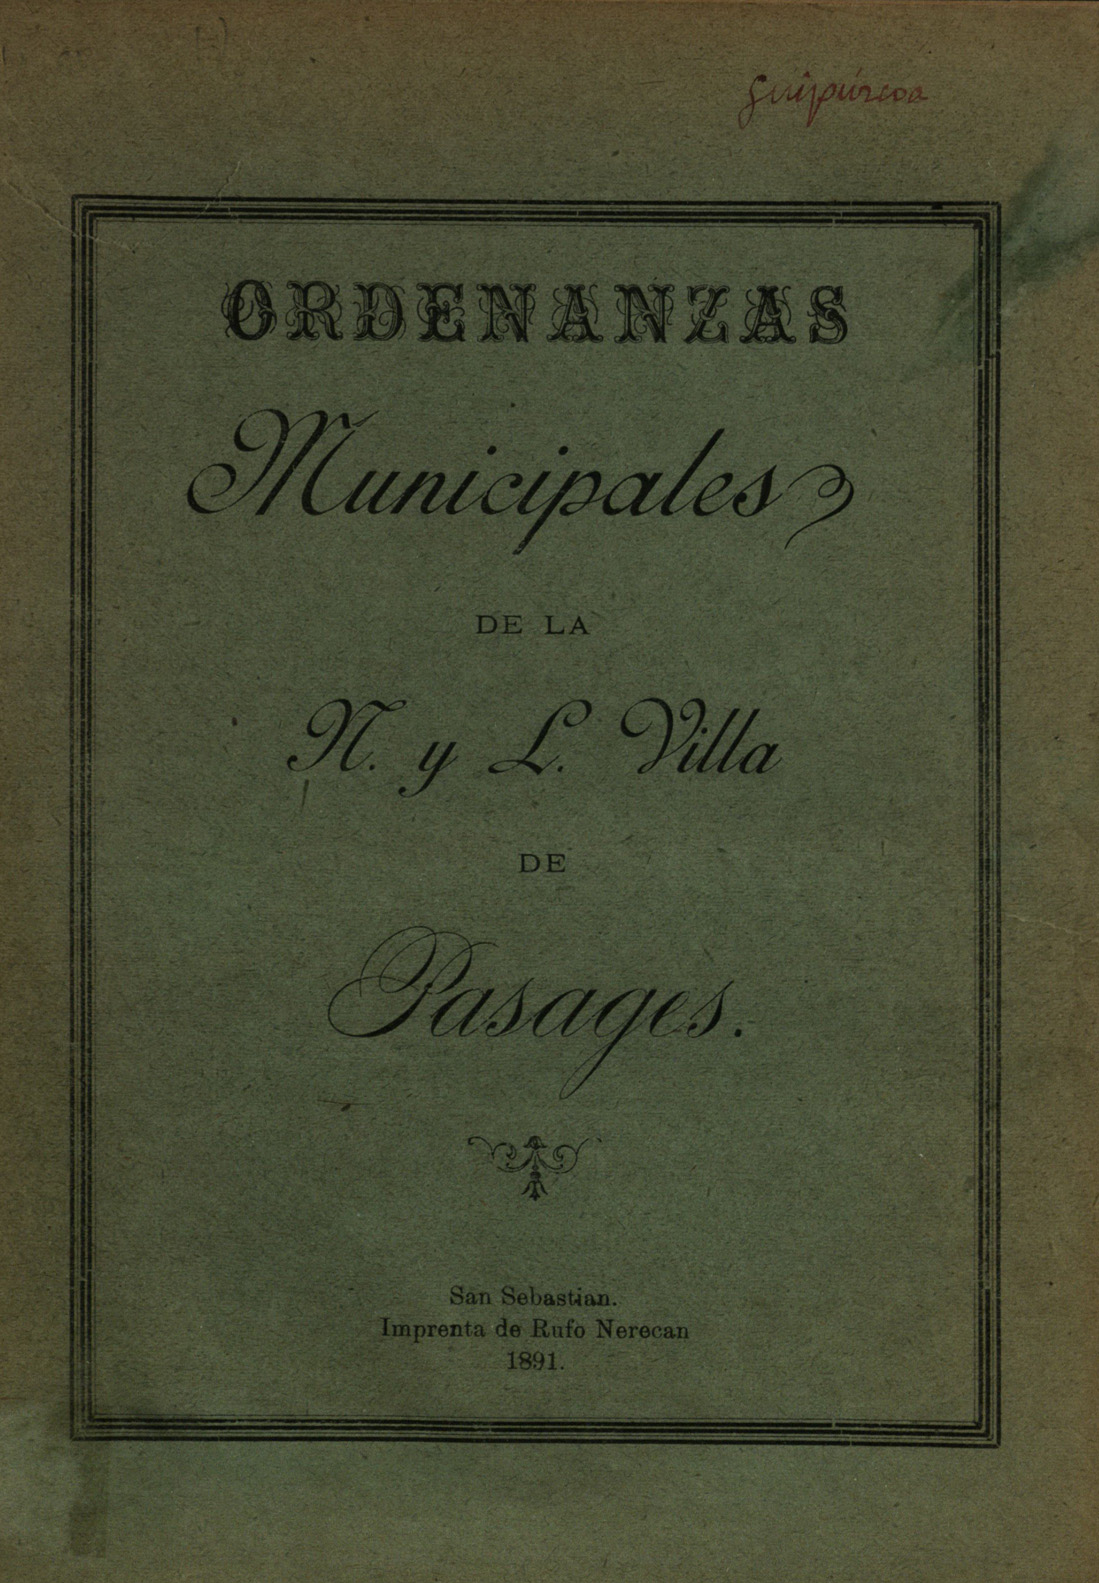 Guipúzcoa
ORDENANZAS
Municipales
DE LA
N. y L. Villa
DE
Pasages.
San Sebastian.
Imprenta de Rufo Nerecan
1891.